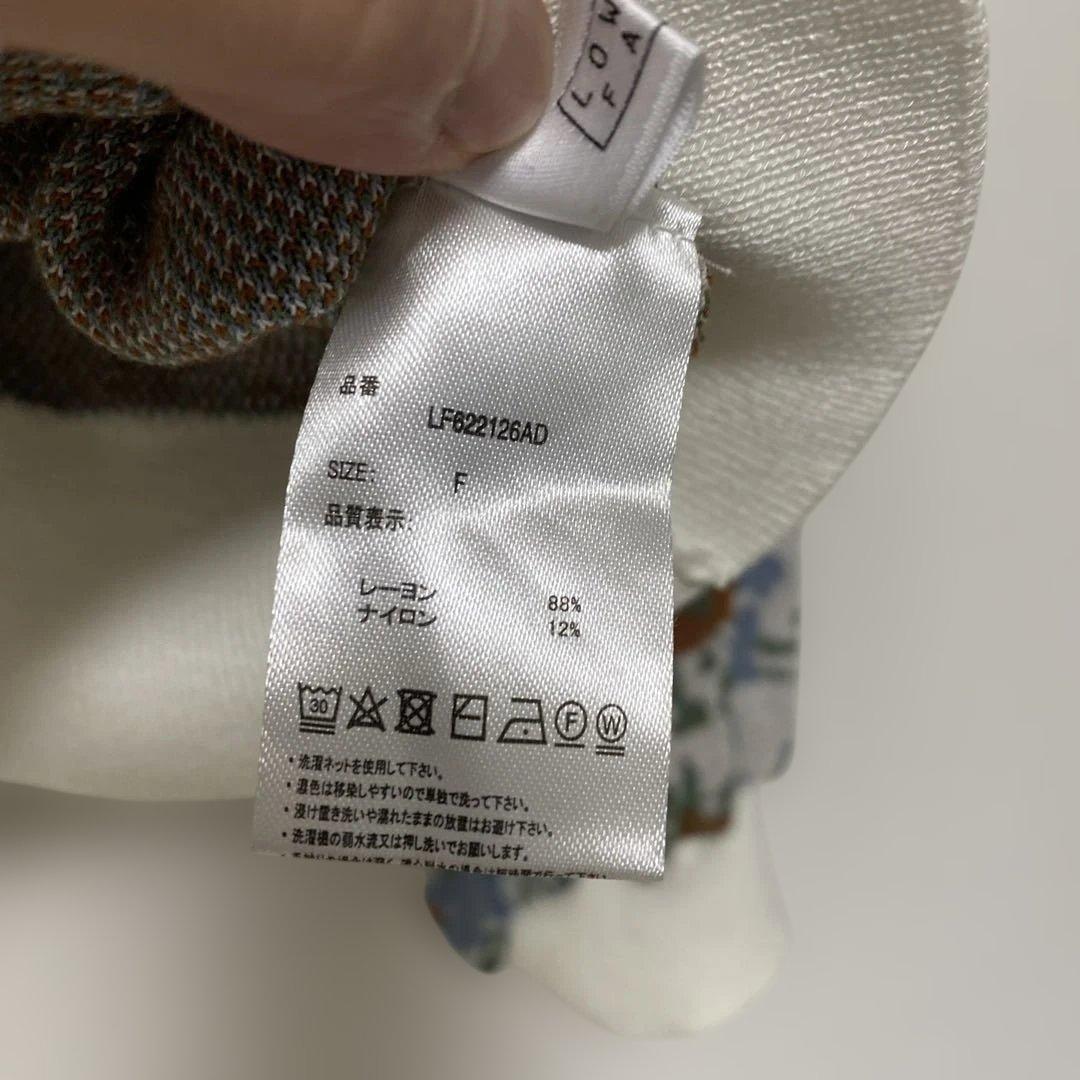 LOW
FA
品番
LF622126AD
SIZE: F
品質表示:
レーヨン 88%
ナイロン 12%
30 F W
・洗濯ネットを使用して下さい。
・濃色は移染しやすいので単独で洗って下さい。
・浸け置き洗いや濡れたままの放置はお避け下さい。
・洗濯機の弱水流又は押し洗いでお願いします。